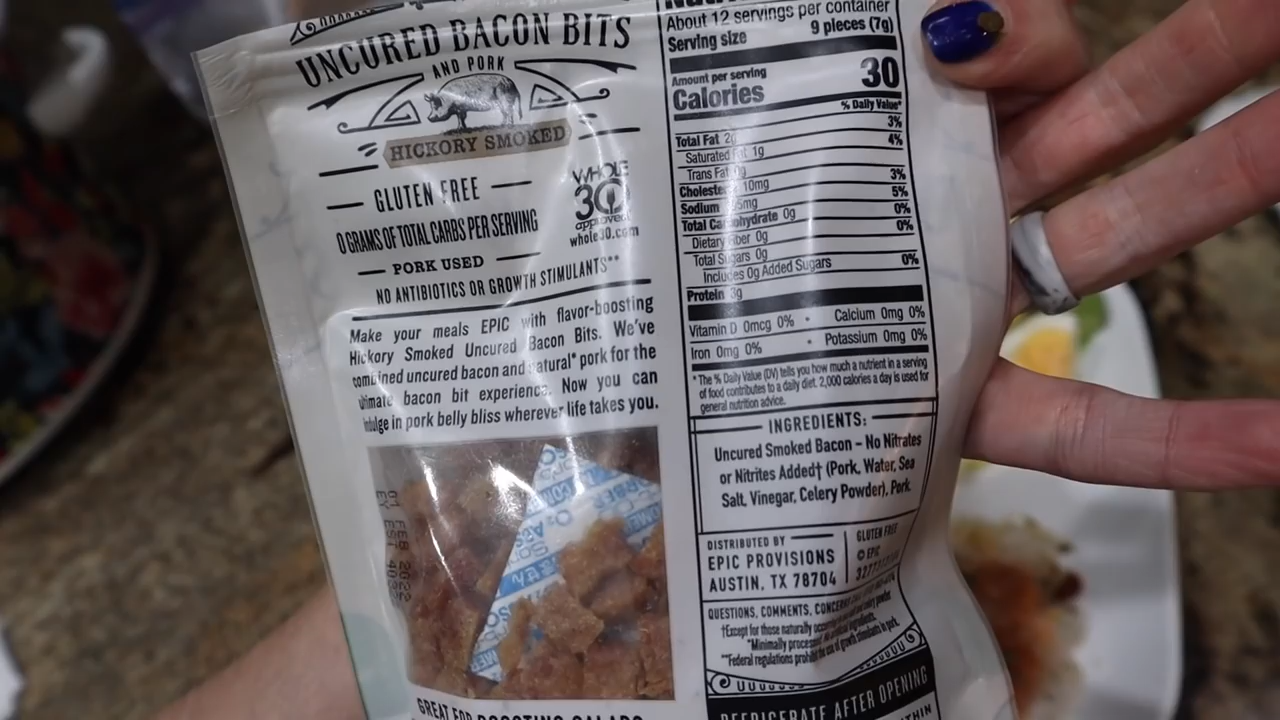 UNCURED BACON BITS
AND PORK
HICKORY SMOKED
GLUTEN FREE
0 GRAMS OF TOTAL CARBS PER SERVING
WHOLE
30
approved
whole30.com
PORK USED
NO ANTIBIOTICS OR GROWTH STIMULANTS**
Make your meals EPIC with flavor-boosting
Hickory Smoked Uncured Bacon Bits. We've
combined uncured bacon and natural* pork for the
ultimate bacon bit experience. Now you can
indulge in pork belly bliss wherever life takes you.
01 FEB 2022
GREAT FOR BOOSTING SALADS
About 12 servings per container
Serving size 9 pieces (7g)
Amount per serving
Calories 30
% Daily Value*
Total Fat 2g 3%
Saturated Fat 1g 4%
Trans Fat 0g
Cholesterol 10mg 3%
Sodium 5mg 5%
Total Carbohydrate 0g 0%
Dietary Fiber 0g 0%
Total Sugars 0g
Includes 0g Added Sugars 0%
Protein 3g
Vitamin D 0mcg 0% • Calcium 0mg 0%
Iron 0mg 0% • Potassium 0mg 0%
*The % Daily Value (DV) tells you how much a nutrient in a serving
of food contributes to a daily diet. 2,000 calories a day is used for
general nutrition advice.
INGREDIENTS:
Uncured Smoked Bacon – No Nitrates
or Nitrites Added† (Pork, Water, Sea
Salt, Vinegar, Celery Powder), Pork
DISTRIBUTED BY
EPIC PROVISIONS
AUSTIN, TX 78704
GLUTEN FREE
© EPIC
QUESTIONS, COMMENTS, CONCERNS
†Except for those naturally occurring powder
*Minimally processed. No artificial ingredients.
**Federal regulations prohibit the use of growth stimulants in pork.
REFRIGERATE AFTER OPENING